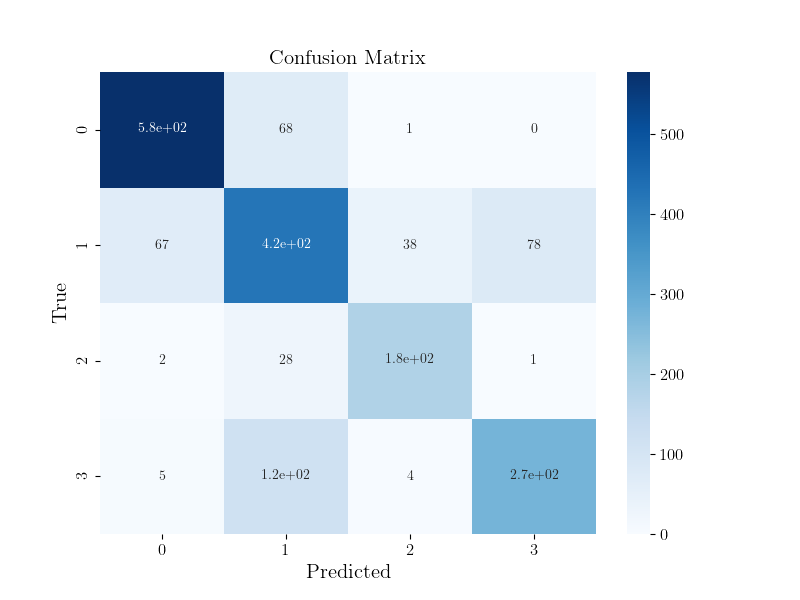 Confusion Matrix
0 5.8e+02 68 1 0
1 67 4.2e+02 38 78
2 2 28 1.8e+02 1
3 5 1.2e+02 4 2.7e+02
0 1 2 3
Predicted
True
500
400
300
200
100
0